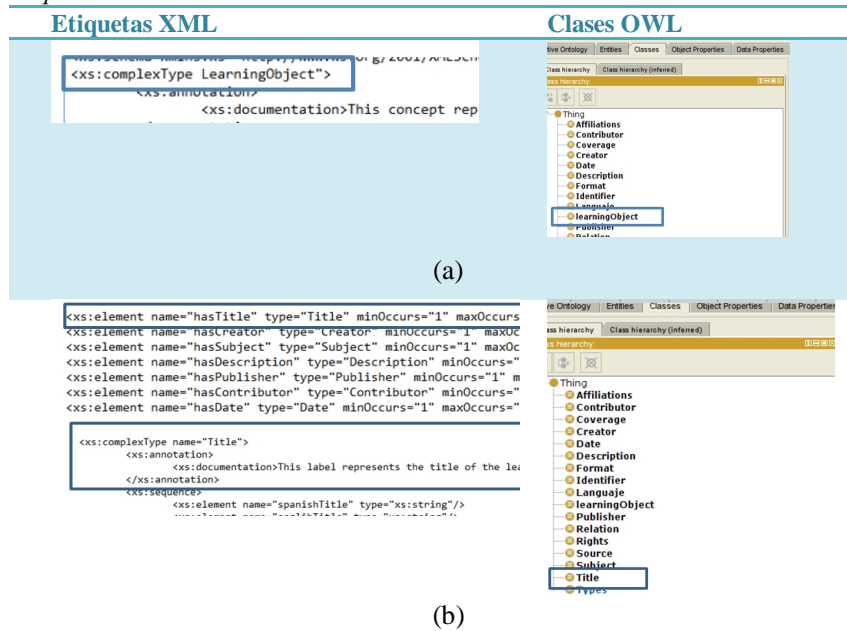 Etiquetas XML
Clases OWL
<xs:complexType LearningObject">
<xs:annotation>
<xs:documentation>This concept rep
tive Ontology Entities Classes Object Properties Data Properties
Class hierarchy Class hierarchy (inferred)
lass hierarchy:
Thing
Affiliations
Contributor
Coverage
Creator
Date
Description
Format
Identifier
Languaje
learningObject
Publisher
Relation
(a)
<xs:element name="hasTitle" type="Title" minOccurs="1" maxOccurs
<xs:element name="hasCreator" type="Creator" minOccurs="1" maxOc
<xs:element name="hasSubject" type="Subject" minOccurs="1" maxOc
<xs:element name="hasDescription" type="Description" minOccurs="
<xs:element name="hasPublisher" type="Publisher" minOccurs="1" m
<xs:element name="hasContributor" type="Contributor" minOccurs="
<xs:element name="hasDate" type="Date" minOccurs="1" maxOccurs="
<xs:complexType name="Title">
<xs:annotation>
<xs:documentation>This label represents the title of the lea
</xs:annotation>
<xs:sequence>
<xs:element name="spanishTitle" type="xs:string"/>
ve Ontology Entities Classes Object Properties Data Properties
ass hierarchy Class hierarchy (inferred)
s hierarchy:
Thing
Affiliations
Contributor
Coverage
Creator
Date
Description
Format
Identifier
Languaje
learningObject
Publisher
Relation
Rights
Source
Subject
Title
Types
(b)